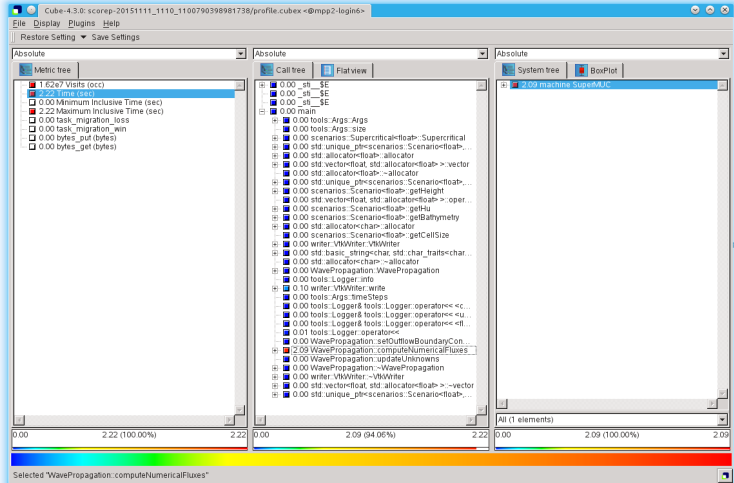 Cube-4.3.0: scorep-20151111_1110_1100790398981738/profile.cubex <@mpp2-login6>
File Display Plugins Help
Restore Setting Save Settings
Absolute
Metric tree
1.62e7 Visits (occ)
2.22 Time (sec)
0.00 Minimum Inclusive Time (sec)
2.22 Maximum Inclusive Time (sec)
0.00 task_migration_loss
0.00 task_migration_win
0.00 bytes_put (bytes)
0.00 bytes_get (bytes)
0.00 2.22 (100.00%) 2.22
Absolute
Call tree Flat view
0.00 _sti___$E
0.00 _sti___$E
0.00 _sti___$E
0.00 main
0.00 tools::Args::Args
0.00 tools::Args::size
0.00 scenarios::Supercritical<float>::Supercritical
0.00 std::unique_ptr<scenarios::Scenario<float>,...
0.00 std::allocator<float>::allocator
0.00 std::vector<float, std::allocator<float> >::vector
0.00 std::allocator<float>::~allocator
0.00 std::unique_ptr<scenarios::Scenario<float>,...
0.00 scenarios::Scenario<float>::getHeight
0.00 std::vector<float, std::allocator<float> >::oper...
0.00 scenarios::Scenario<float>::getHu
0.00 scenarios::Scenario<float>::getBathymetry
0.00 std::allocator<char>::allocator
0.00 scenarios::Scenario<float>::getCellSize
0.00 writer::VtkWriter::VtkWriter
0.00 std::basic_string<char, std::char_traits<char...
0.00 std::allocator<char>::~allocator
0.00 WavePropagation::WavePropagation
0.00 tools::Logger::info
0.10 writer::VtkWriter::write
0.00 tools::Args::timeSteps
0.00 tools::Logger& tools::Logger::operator<< <c...
0.00 tools::Logger& tools::Logger::operator<< <u...
0.00 tools::Logger& tools::Logger::operator<< <fl...
0.01 tools::Logger::operator<<
0.00 WavePropagation::setOutflowBoundaryCon...
2.09 WavePropagation::computeNumericalFluxes
0.00 WavePropagation::updateUnknowns
0.00 WavePropagation::~WavePropagation
0.00 writer::VtkWriter::~VtkWriter
0.00 std::vector<float, std::allocator<float> >::~vector
0.00 std::unique_ptr<scenarios::Scenario<float>,...
0.00 2.09 (94.06%) 2.22
Absolute
System tree BoxPlot
2.09 machine SuperMUC
All (1 elements)
0.00 2.09 (100.00%) 2.09
Selected "WavePropagation::computeNumericalFluxes"